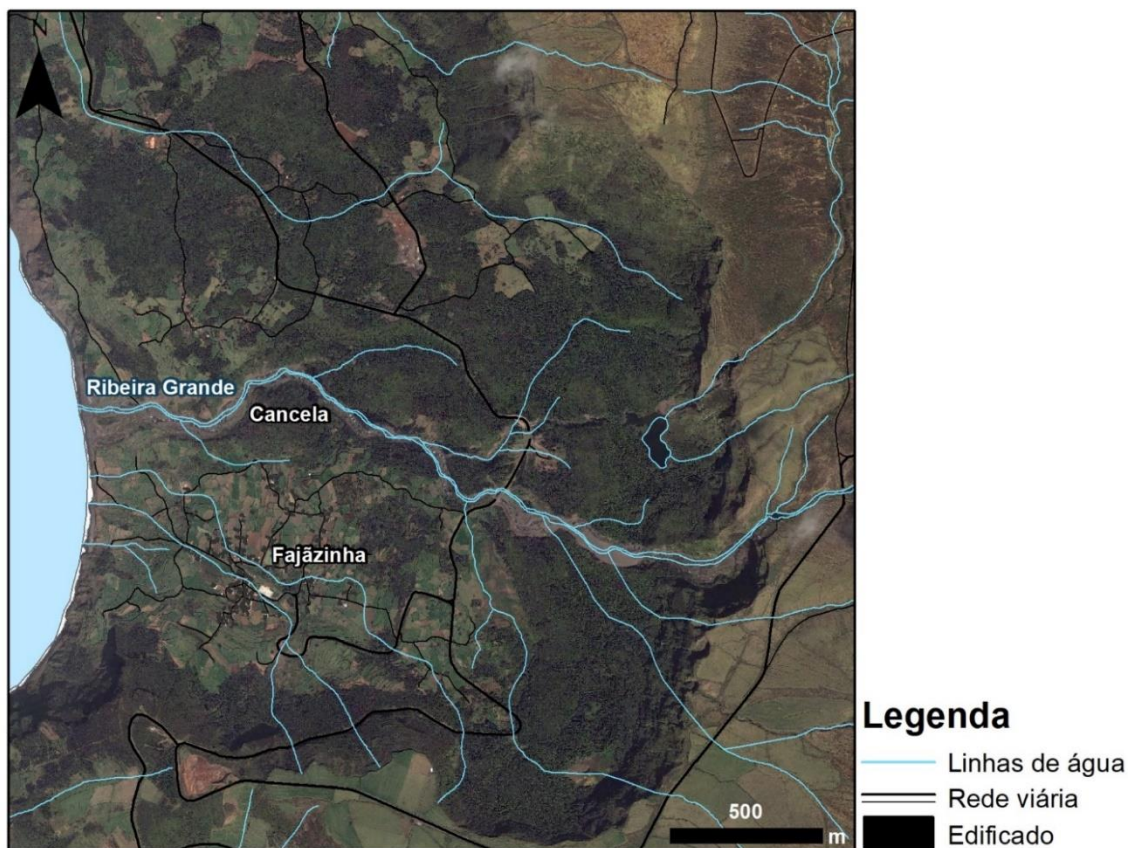 N
Ribeira Grande
Cancela
Fajãzinha
500
m
Legenda
Linhas de água
Rede viária
Edificado